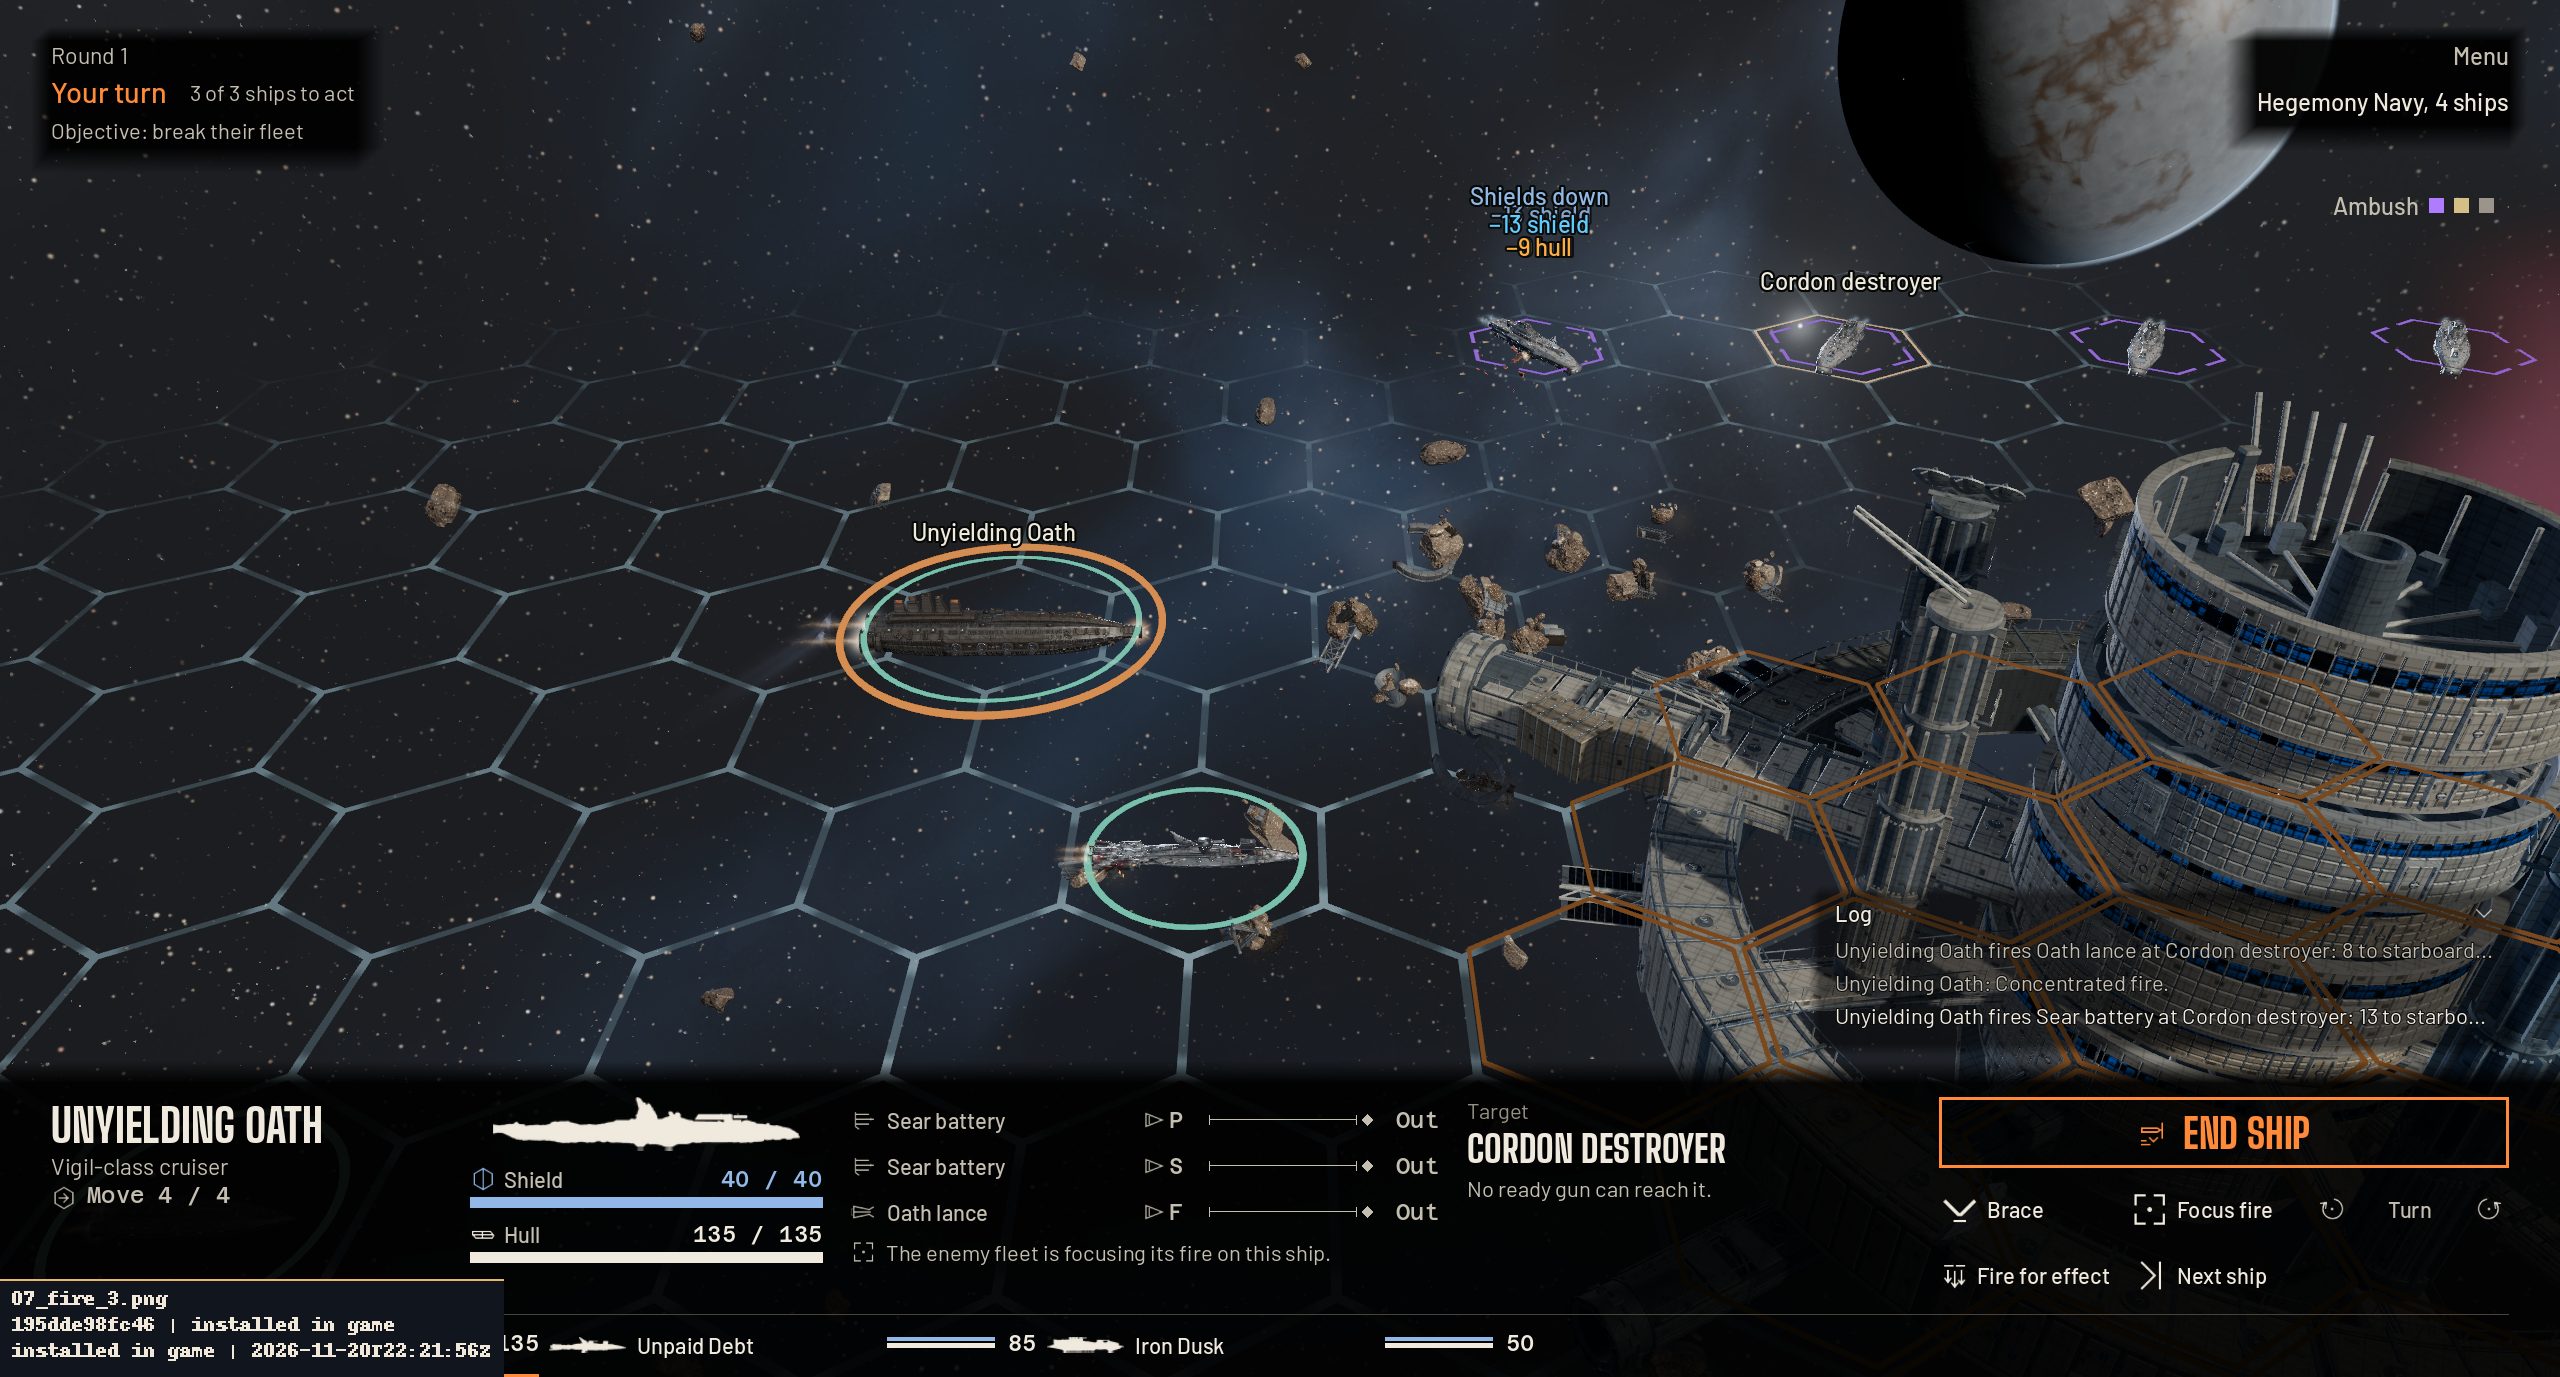 Round 1
Your turn 3 of 3 ships to act
Objective: break their fleet
Menu
Hegemony Navy, 4 ships
Ambush
Shields down
−13 shield
−9 hull
Cordon destroyer
Unyielding Oath
Log
Unyielding Oath fires Oath lance at Cordon destroyer: 8 to starboard...
Unyielding Oath: Concentrated fire.
Unyielding Oath fires Sear battery at Cordon destroyer: 13 to starbo...
UNYIELDING OATH
Vigil-class cruiser
Move 4 / 4
Shield 40 / 40
Hull 135 / 135
Sear battery P Out
Sear battery S Out
Oath lance F Out
The enemy fleet is focusing its fire on this ship.
Target
CORDON DESTROYER
No ready gun can reach it.
END SHIP
Brace Focus fire Turn
Fire for effect Next ship
135 Unpaid Debt 85 Iron Dusk 50
07_fire_3.png
195dde98fc46 | installed in game
installed in game | 2026-11-20T22:21:56Z